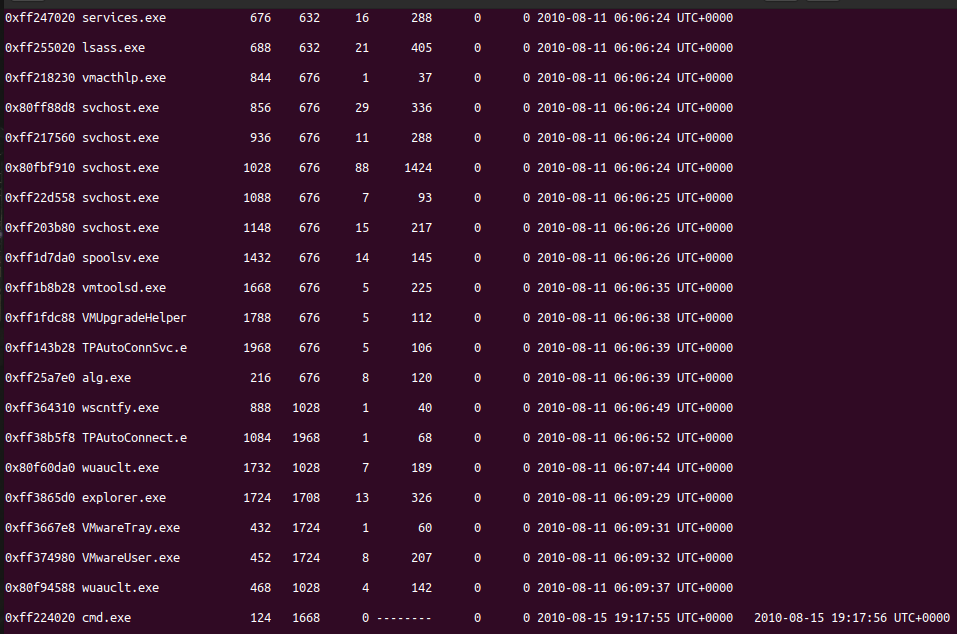 0xff247020 services.exe 676 632 16 288 0 0 2010-08-11 06:06:24 UTC+0000
0xff255020 lsass.exe 688 632 21 405 0 0 2010-08-11 06:06:24 UTC+0000
0xff218230 vmacthlp.exe 844 676 1 37 0 0 2010-08-11 06:06:24 UTC+0000
0x80ff88d8 svchost.exe 856 676 29 336 0 0 2010-08-11 06:06:24 UTC+0000
0xff217560 svchost.exe 936 676 11 288 0 0 2010-08-11 06:06:24 UTC+0000
0x80fbf910 svchost.exe 1028 676 88 1424 0 0 2010-08-11 06:06:24 UTC+0000
0xff22d558 svchost.exe 1088 676 7 93 0 0 2010-08-11 06:06:25 UTC+0000
0xff203b80 svchost.exe 1148 676 15 217 0 0 2010-08-11 06:06:26 UTC+0000
0xff1d7da0 spoolsv.exe 1432 676 14 145 0 0 2010-08-11 06:06:26 UTC+0000
0xff1b8b28 vmtoolsd.exe 1668 676 5 225 0 0 2010-08-11 06:06:35 UTC+0000
0xff1fdc88 VMUpgradeHelper 1788 676 5 112 0 0 2010-08-11 06:06:38 UTC+0000
0xff143b28 TPAutoConnSvc.e 1968 676 5 106 0 0 2010-08-11 06:06:39 UTC+0000
0xff25a7e0 alg.exe 216 676 8 120 0 0 2010-08-11 06:06:39 UTC+0000
0xff364310 wscntfy.exe 888 1028 1 40 0 0 2010-08-11 06:06:49 UTC+0000
0xff38b5f8 TPAutoConnect.e 1084 1968 1 68 0 0 2010-08-11 06:06:52 UTC+0000
0x80f60da0 wuauclt.exe 1732 1028 7 189 0 0 2010-08-11 06:07:44 UTC+0000
0xff3865d0 explorer.exe 1724 1708 13 326 0 0 2010-08-11 06:09:29 UTC+0000
0xff3667e8 VMwareTray.exe 432 1724 1 60 0 0 2010-08-11 06:09:31 UTC+0000
0xff374980 VMwareUser.exe 452 1724 8 207 0 0 2010-08-11 06:09:32 UTC+0000
0x80f94588 wuauclt.exe 468 1028 4 142 0 0 2010-08-11 06:09:37 UTC+0000
0xff224020 cmd.exe 124 1668 0 -------- 0 0 2010-08-15 19:17:55 UTC+0000 2010-08-15 19:17:56 UTC+0000